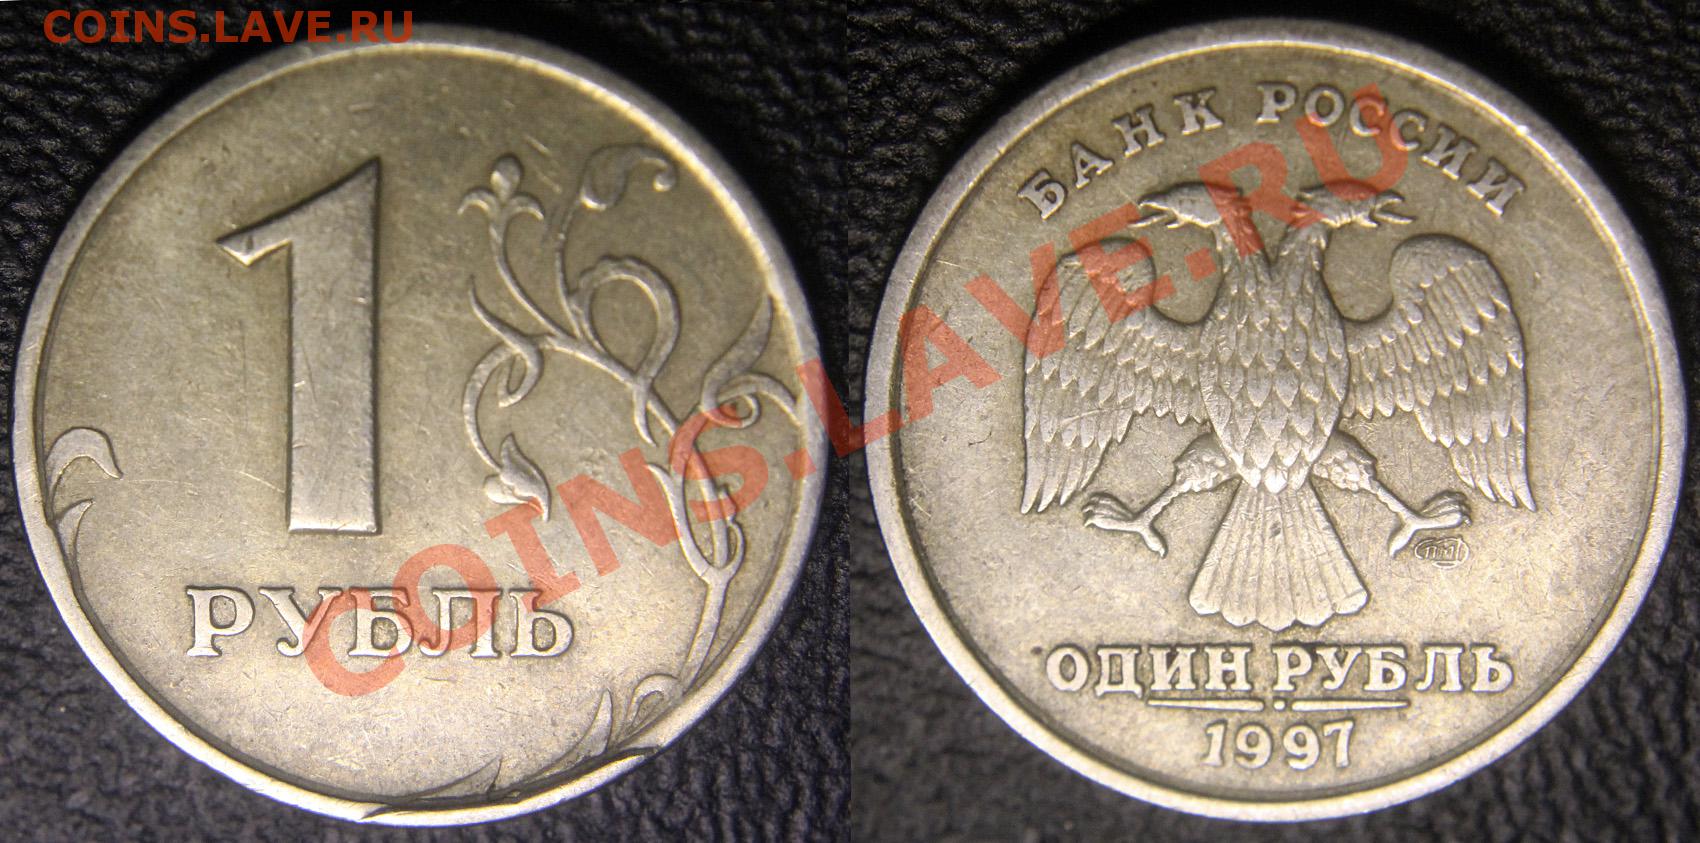 COINS.LAVE.RU
1
РУБЛЬ
БАНК РОССИИ
ОДИН РУБЛЬ
1997
COINS.LAVE.RU